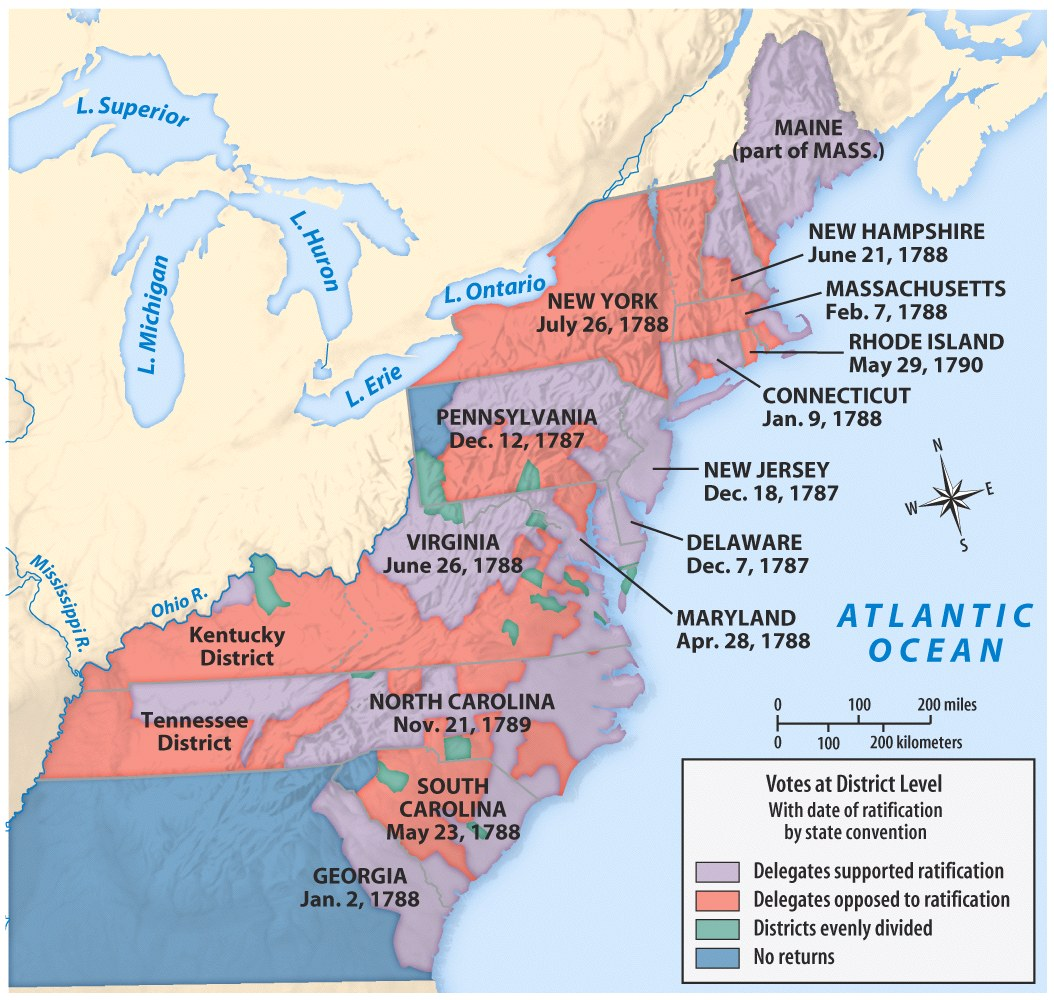 L. Superior
MAINE
(part of MASS.)
L. Michigan
L. Huron
L. Ontario
L. Erie
NEW HAMPSHIRE
June 21, 1788
MASSACHUSETTS
Feb. 7, 1788
NEW YORK
July 26, 1788
RHODE ISLAND
May 29, 1790
CONNECTICUT
Jan. 9, 1788
PENNSYLVANIA
Dec. 12, 1787
NEW JERSEY
Dec. 18, 1787
N
W
E
S
VIRGINIA
June 26, 1788
DELAWARE
Dec. 7, 1787
Mississippi R.
Ohio R.
MARYLAND
Apr. 28, 1788
ATLANTIC
OCEAN
Kentucky
District
NORTH CAROLINA
Nov. 21, 1789
Tennessee
District
0 100 200 miles
0 100 200 kilometers
SOUTH
CAROLINA
May 23, 1788
GEORGIA
Jan. 2, 1788
Votes at District Level
With date of ratification
by state convention
Delegates supported ratification
Delegates opposed to ratification
Districts evenly divided
No returns